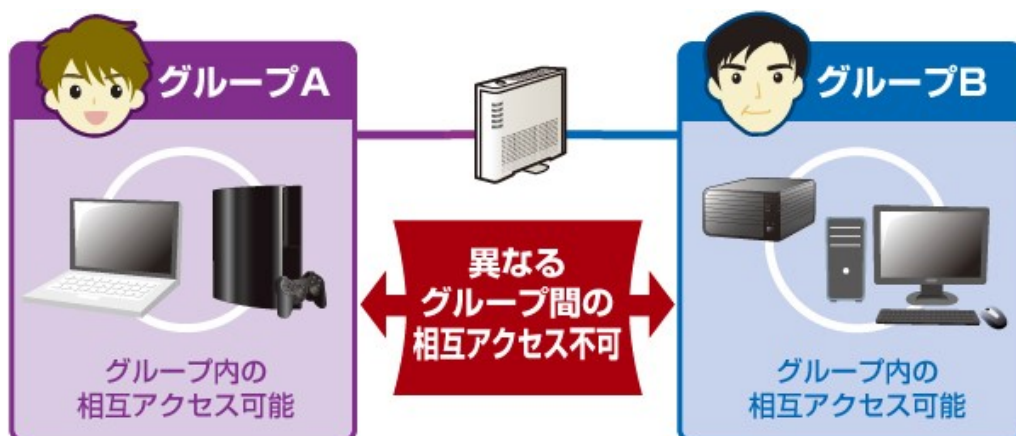 グループA
グループB
異なる
グループ間の
相互アクセス不可
グループ内の
相互アクセス可能
グループ内の
相互アクセス可能